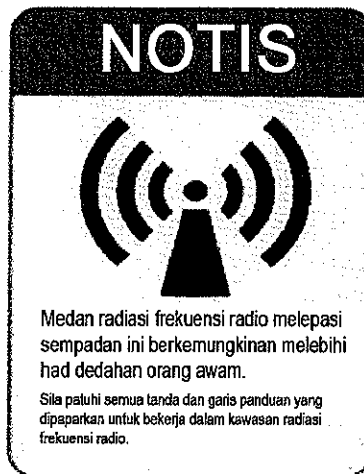 NOTIS
Medan radiasi frekuensi radio melepasi
sempadan ini berkemungkinan melebihi
had dedahan orang awam.
Sila patuhi semua tanda dan garis panduan yang
dipaparkan untuk bekerja dalam kawasan radiasi
frekuensi radio.